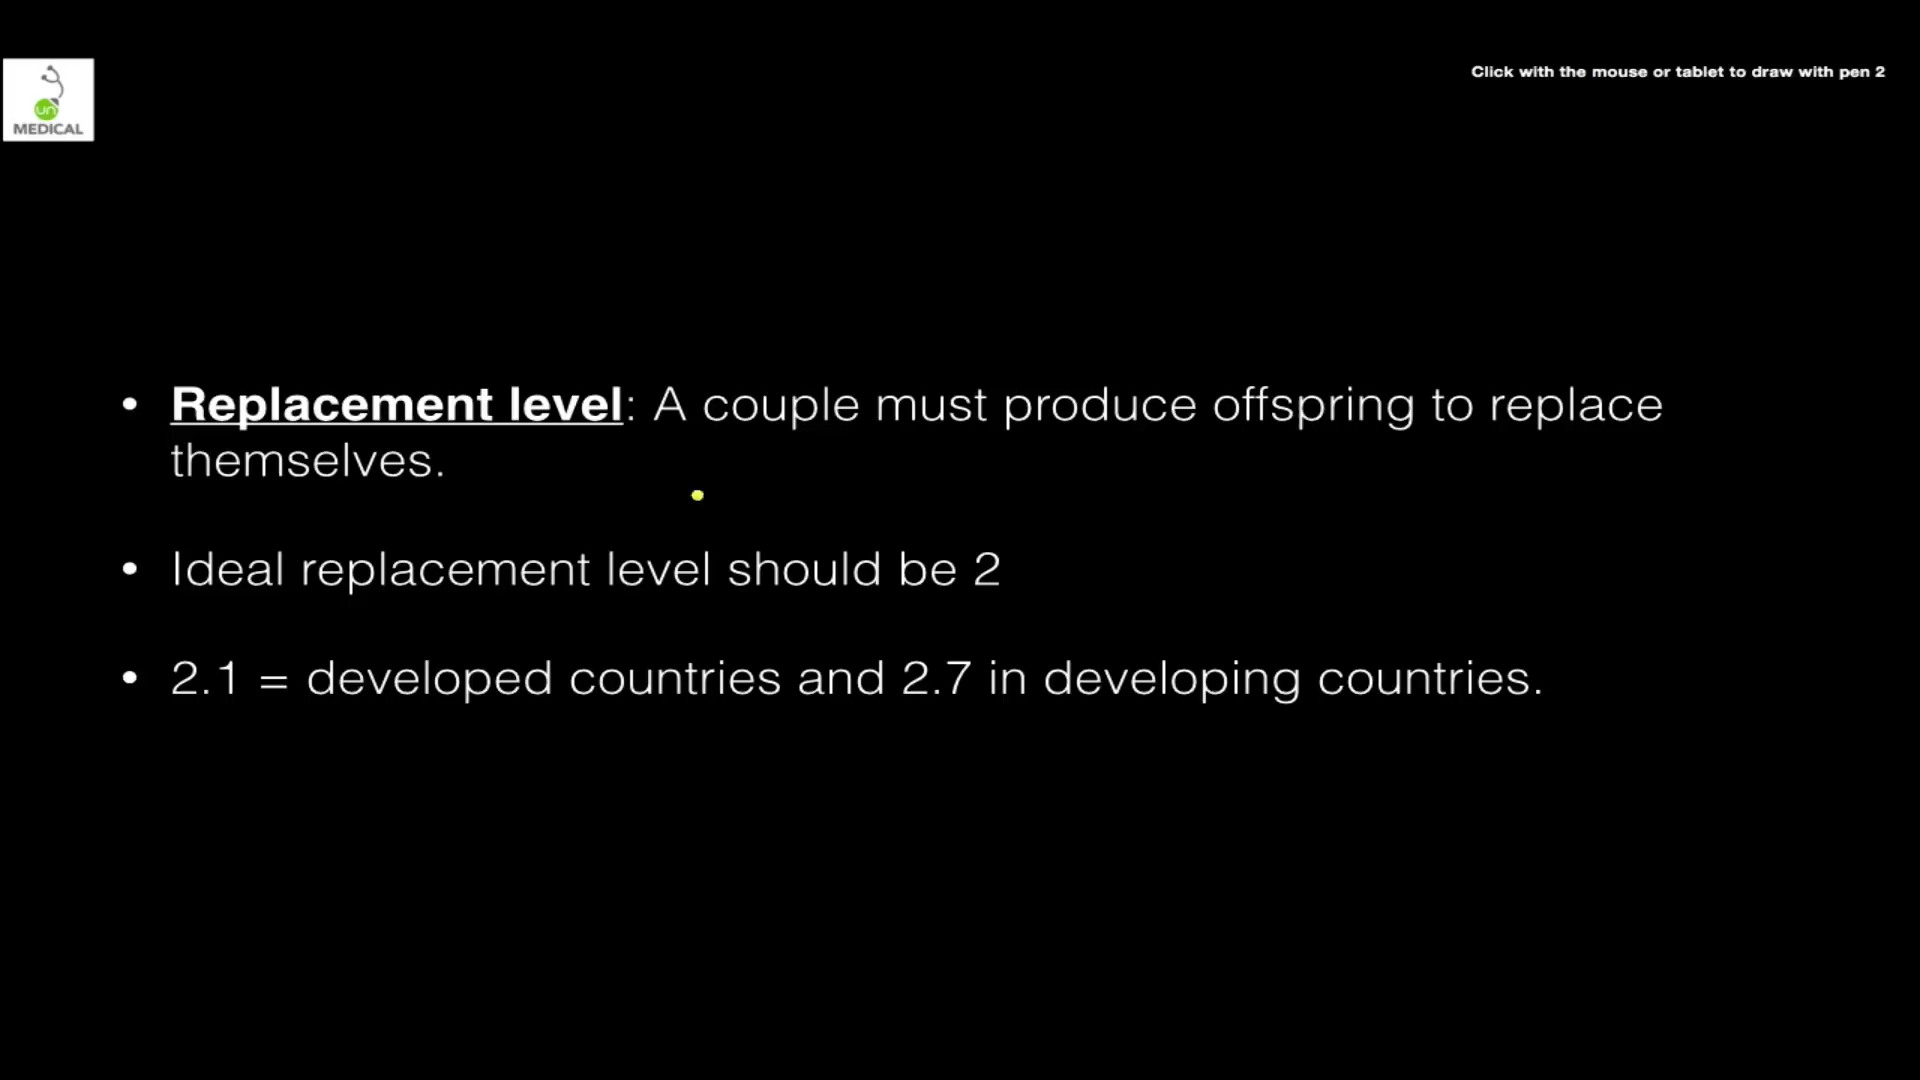 Click with the mouse or tablet to draw with pen 2
un
MEDICAL
• Replacement level: A couple must produce offspring to replace
themselves.
• Ideal replacement level should be 2
• 2.1 = developed countries and 2.7 in developing countries.